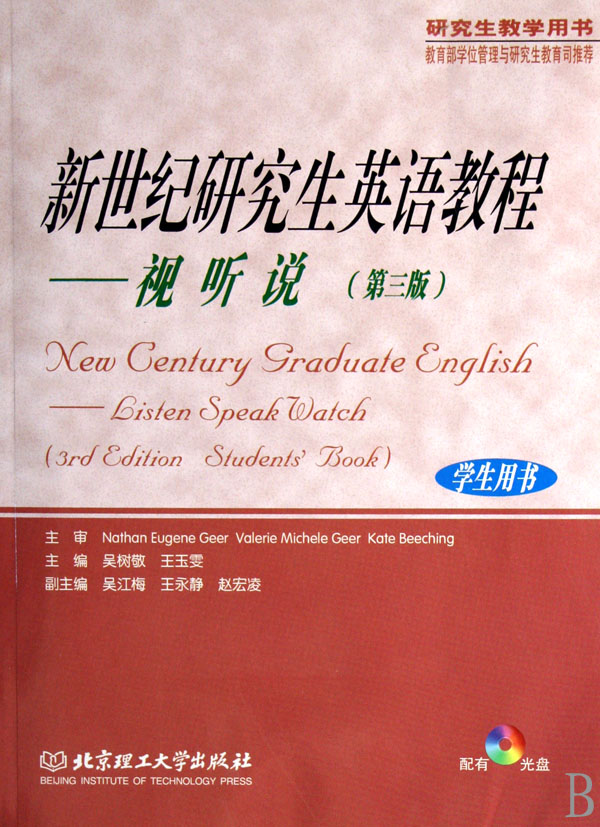 研究生教学用书
教育部学位管理与研究生教育司推荐
新世纪研究生英语教程
——视听说（第三版）
New Century Graduate English
——Listen Speak Watch
(3rd Edition Students' Book)
学生用书
主审 Nathan Eugene Geer Valerie Michele Geer Kate Beeching
主编 吴树敬 王玉雯
副主编 吴江梅 王永静 赵宏凌
北京理工大学出版社
BEIJING INSTITUTE OF TECHNOLOGY PRESS
配有 光盘
B